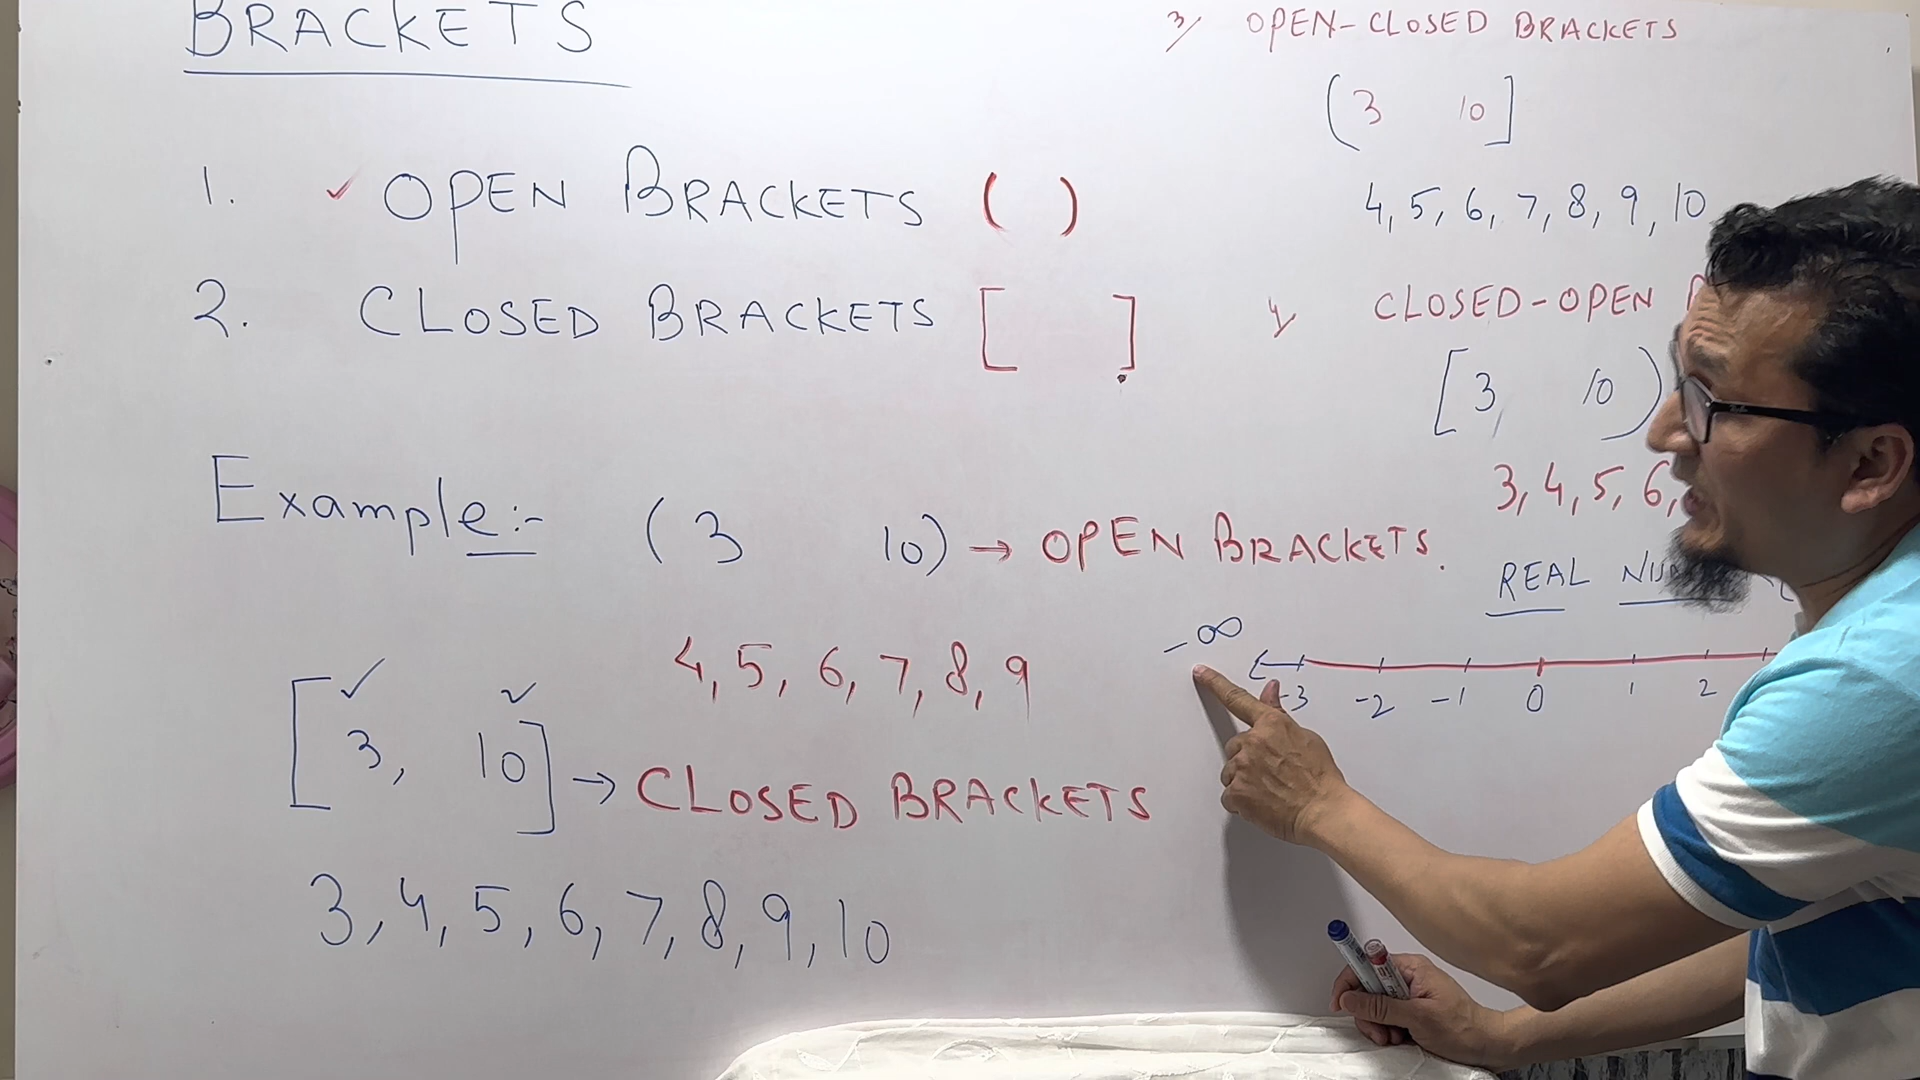 BRACKETS
1. ✓ OPEN BRACKETS ( )
2. CLOSED BRACKETS [ ]
Example:-
(3 10) → OPEN BRACKETS.
4, 5, 6, 7, 8, 9
[3, 10] → CLOSED BRACKETS
3, 4, 5, 6, 7, 8, 9, 10
3/ OPEN-CLOSED BRACKETS
(3 10]
4, 5, 6, 7, 8, 9, 10
4/ CLOSED-OPEN
[3, 10)
3, 4, 5, 6,
REAL
-∞
-3 -2 -1 0 1 2